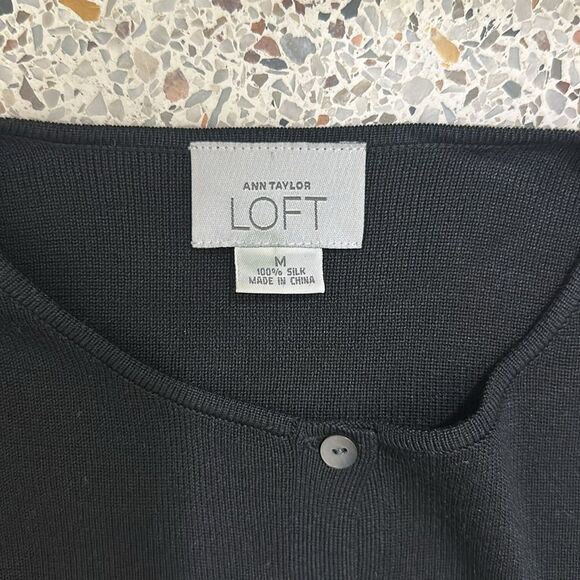 ANN TAYLOR
LOFT
M
100% SILK
MADE IN CHINA